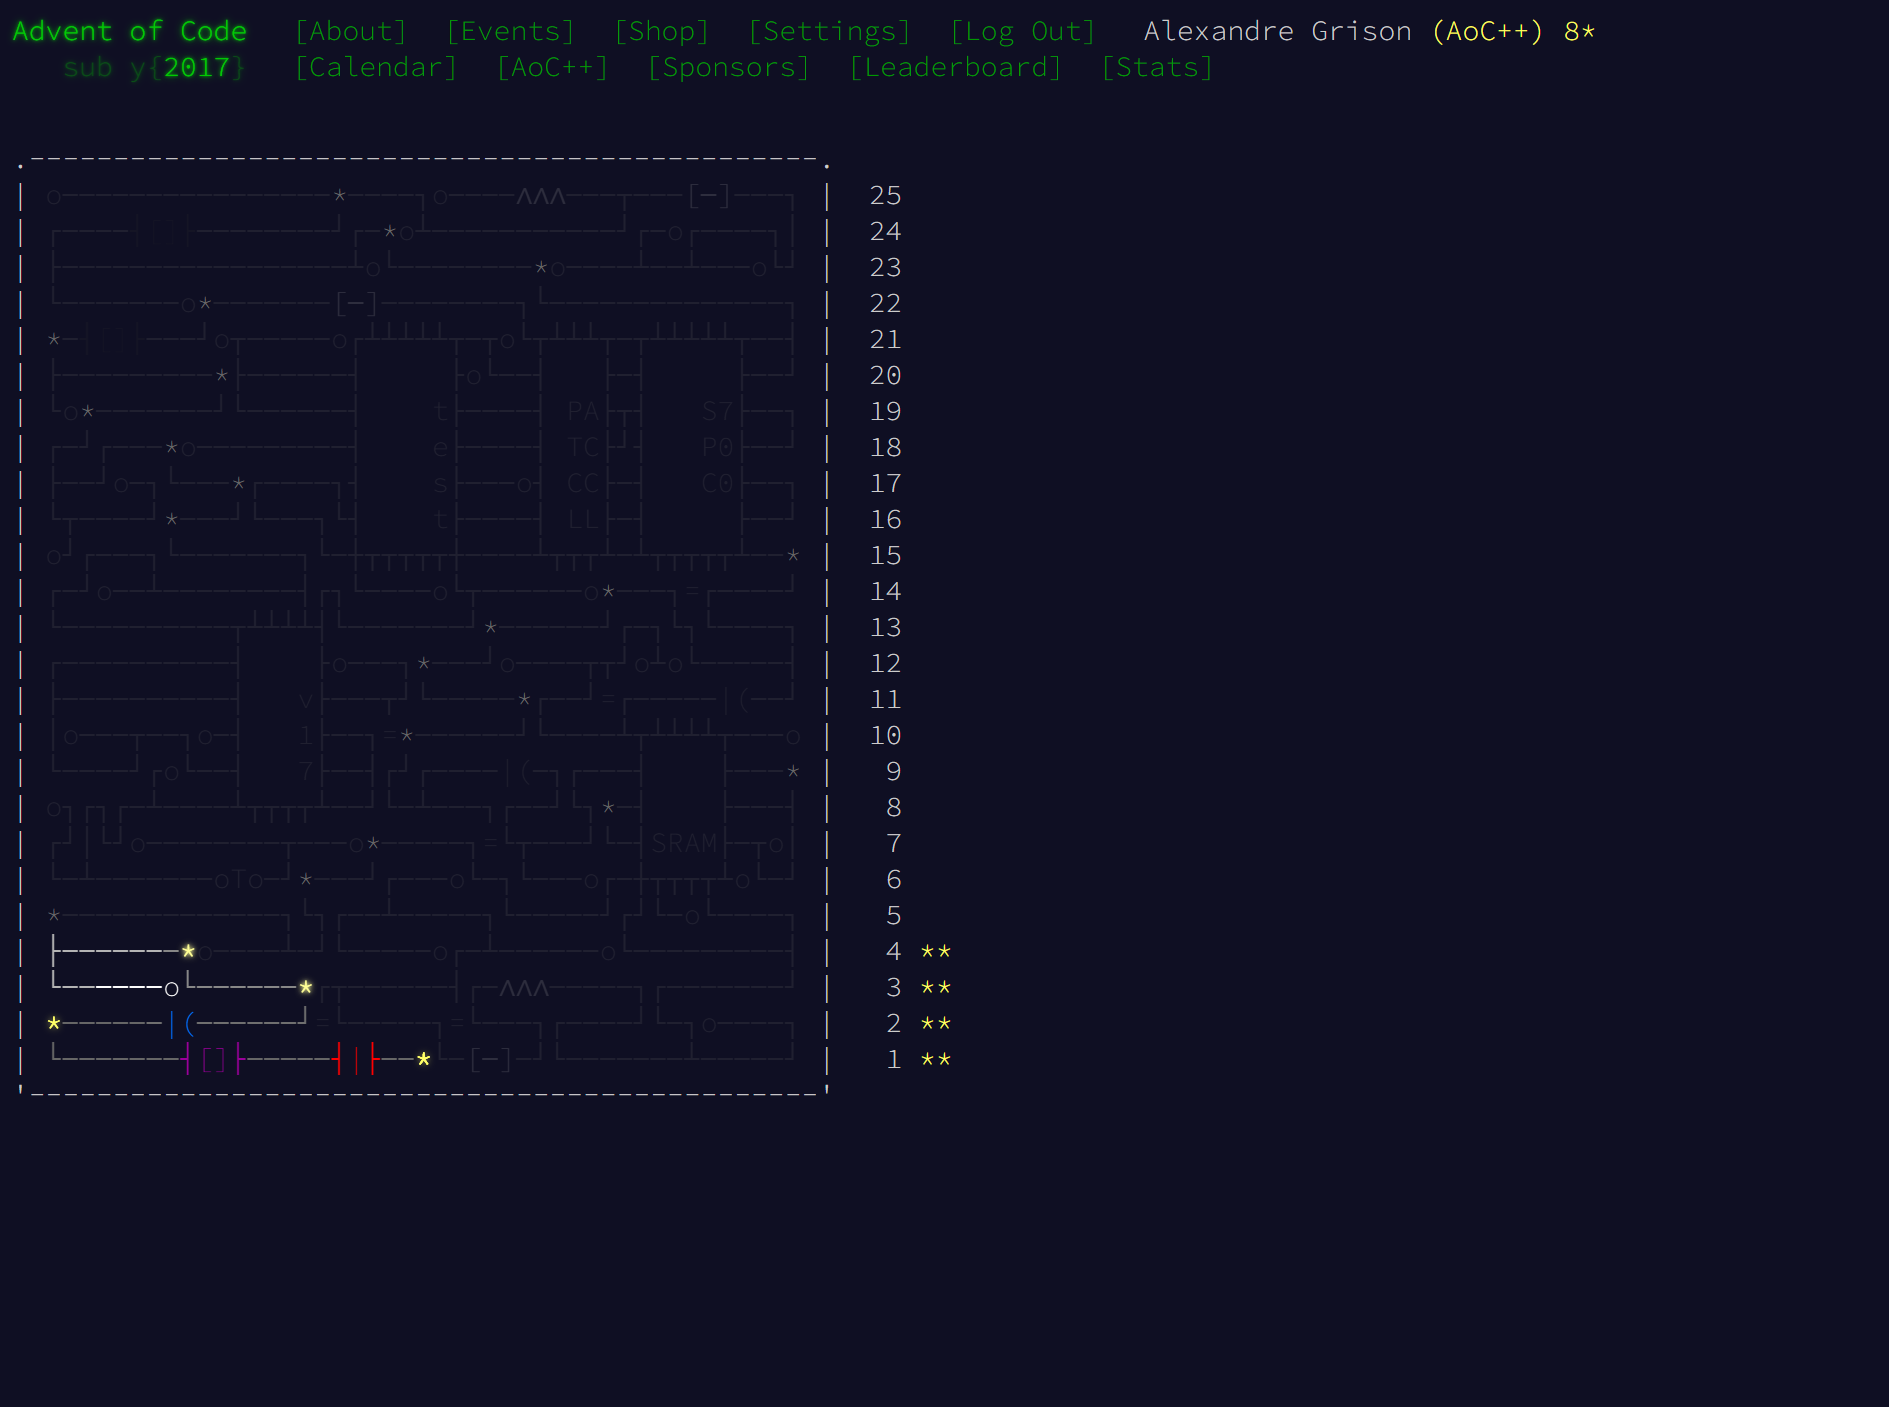 Advent of Code [About] [Events] [Shop] [Settings] [Log Out] Alexandre Grison (AoC++) 8*
sub y{2017} [Calendar] [AoC++] [Sponsors] [Leaderboard] [Stats]
25
24
23
22
21
20
t PA S7 19
e TC P0 18
s CC C0 17
t LL 16
15
14
13
12
v 11
1 10
7 9
8
SRAM 7
oTo 6
5
4 **
3 **
2 **
1 **